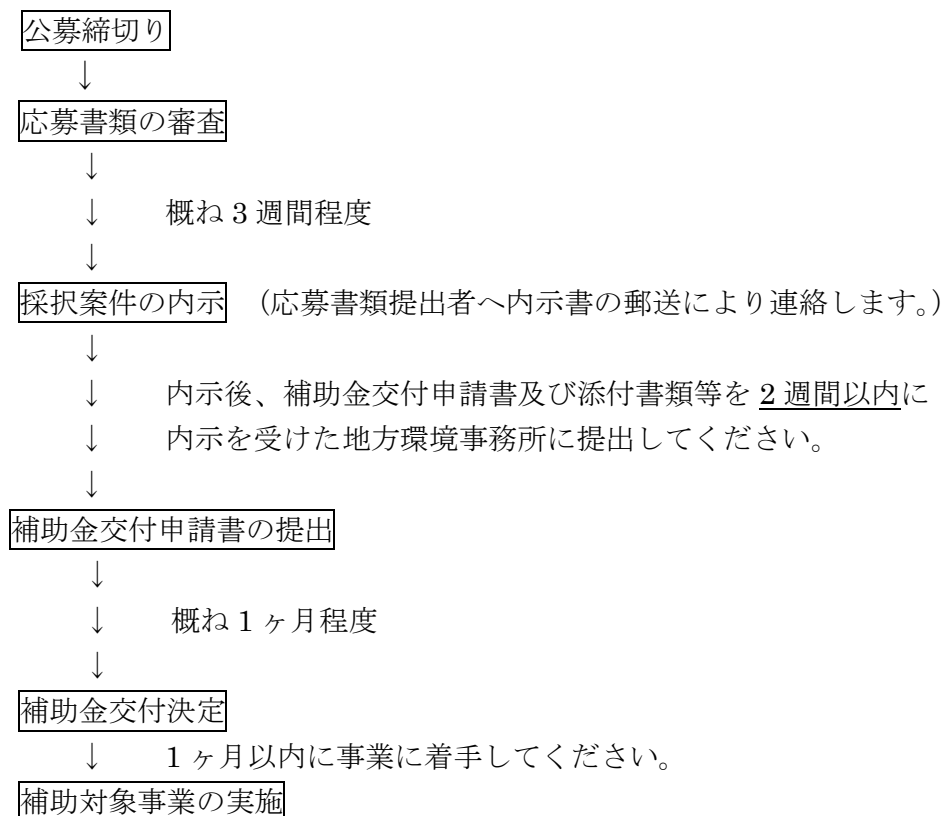 公募締切り
↓
応募書類の審査
↓
↓ 概ね3週間程度
↓
採択案件の内示 （応募書類提出者へ内示書の郵送により連絡します。）
↓
↓ 内示後、補助金交付申請書及び添付書類等を2週間以内に
↓ 内示を受けた地方環境事務所に提出してください。
↓
補助金交付申請書の提出
↓
↓ 概ね1ヶ月程度
↓
補助金交付決定
↓ 1ヶ月以内に事業に着手してください。
補助対象事業の実施